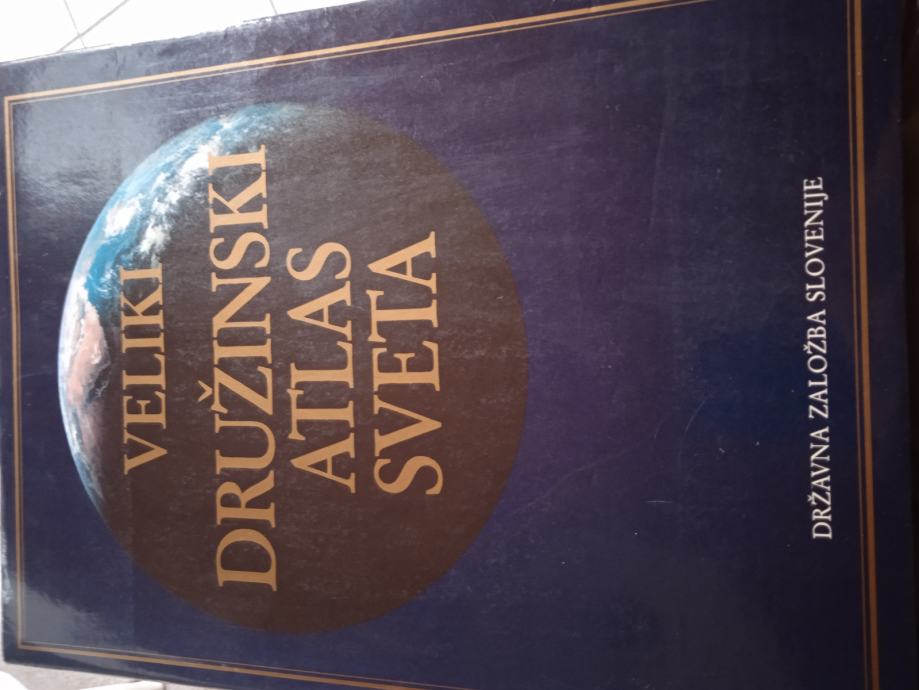 VELIKI
DRUŽINSKI
ATLAS
SVETA
DRŽAVNA ZALOŽBA SLOVENIJE